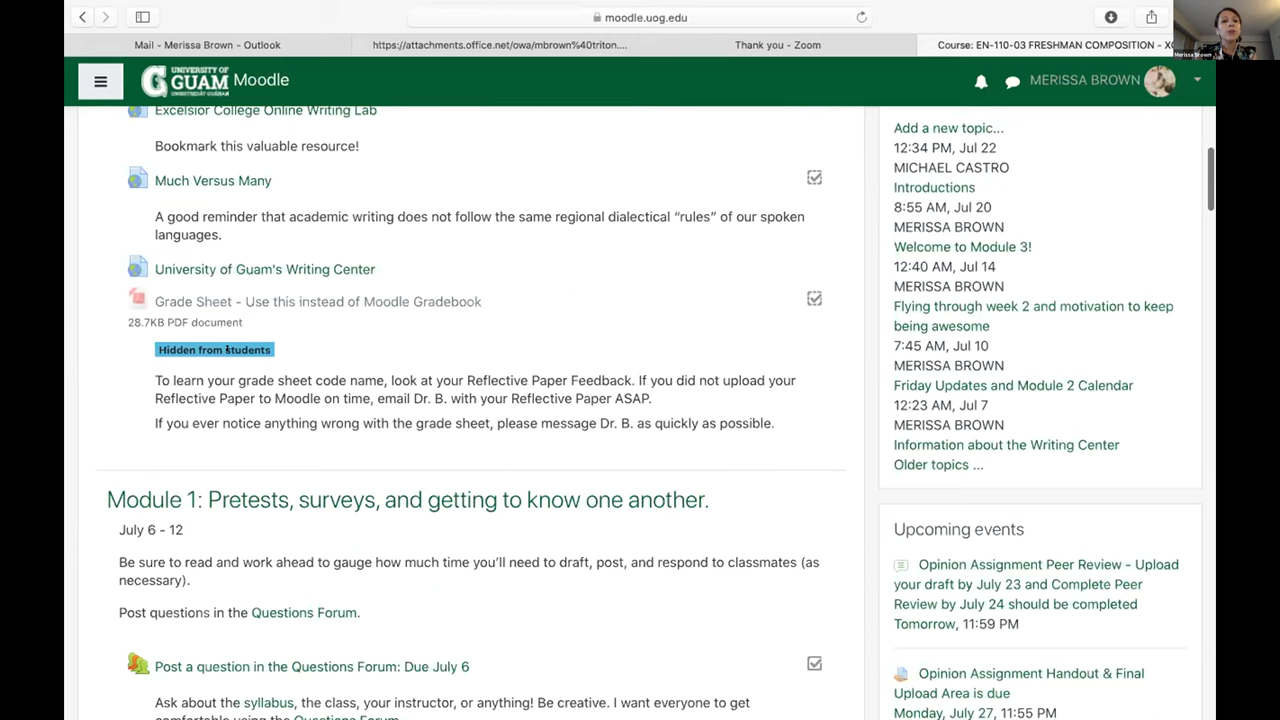 moodle.uog.edu
Mail - Merissa Brown - Outlook
https://attachments.office.net/owa/mbrown%40triton....
Thank you - Zoom
Course: EN-110-03 FRESHMAN COMPOSITION - XC
Merissa Brown
UNIVERSITY OF
GUAM
UNIBETSEDÅT GUÅHAN
Moodle
MERISSA BROWN
Excelsior College Online Writing Lab
Bookmark this valuable resource!
Much Versus Many
A good reminder that academic writing does not follow the same regional dialectical “rules” of our spoken
languages.
University of Guam's Writing Center
Grade Sheet - Use this instead of Moodle Gradebook
28.7KB PDF document
Hidden from students
To learn your grade sheet code name, look at your Reflective Paper Feedback. If you did not upload your
Reflective Paper to Moodle on time, email Dr. B. with your Reflective Paper ASAP.
If you ever notice anything wrong with the grade sheet, please message Dr. B. as quickly as possible.
Module 1: Pretests, surveys, and getting to know one another.
July 6 - 12
Be sure to read and work ahead to gauge how much time you’ll need to draft, post, and respond to classmates (as
necessary).
Post questions in the Questions Forum.
Post a question in the Questions Forum: Due July 6
Ask about the syllabus, the class, your instructor, or anything! Be creative. I want everyone to get
comfortable using the Questions Forum.
Add a new topic...
12:34 PM, Jul 22
MICHAEL CASTRO
Introductions
8:55 AM, Jul 20
MERISSA BROWN
Welcome to Module 3!
12:40 AM, Jul 14
MERISSA BROWN
Flying through week 2 and motivation to keep
being awesome
7:45 AM, Jul 10
MERISSA BROWN
Friday Updates and Module 2 Calendar
12:23 AM, Jul 7
MERISSA BROWN
Information about the Writing Center
Older topics ...
Upcoming events
Opinion Assignment Peer Review - Upload
your draft by July 23 and Complete Peer
Review by July 24 should be completed
Tomorrow, 11:59 PM
Opinion Assignment Handout & Final
Upload Area is due
Monday, July 27, 11:55 PM